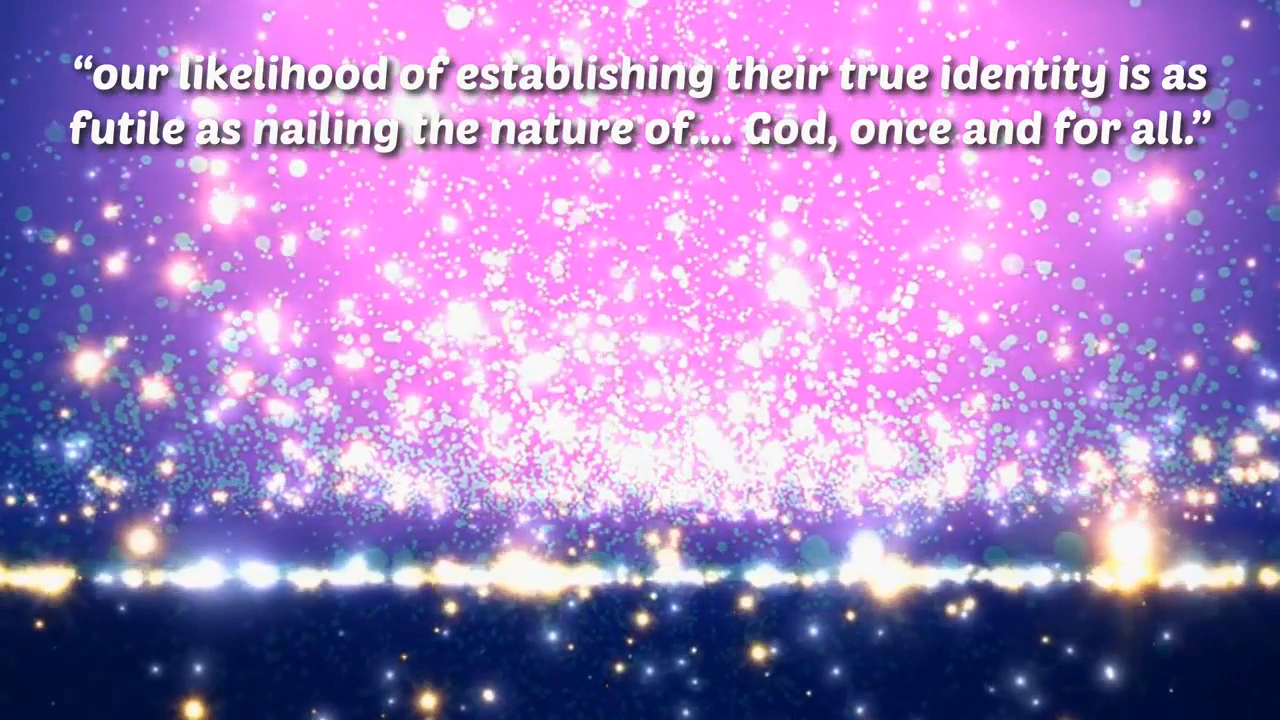 “our likelihood of establishing their true identity is as
futile as nailing the nature of.... God, once and for all.”